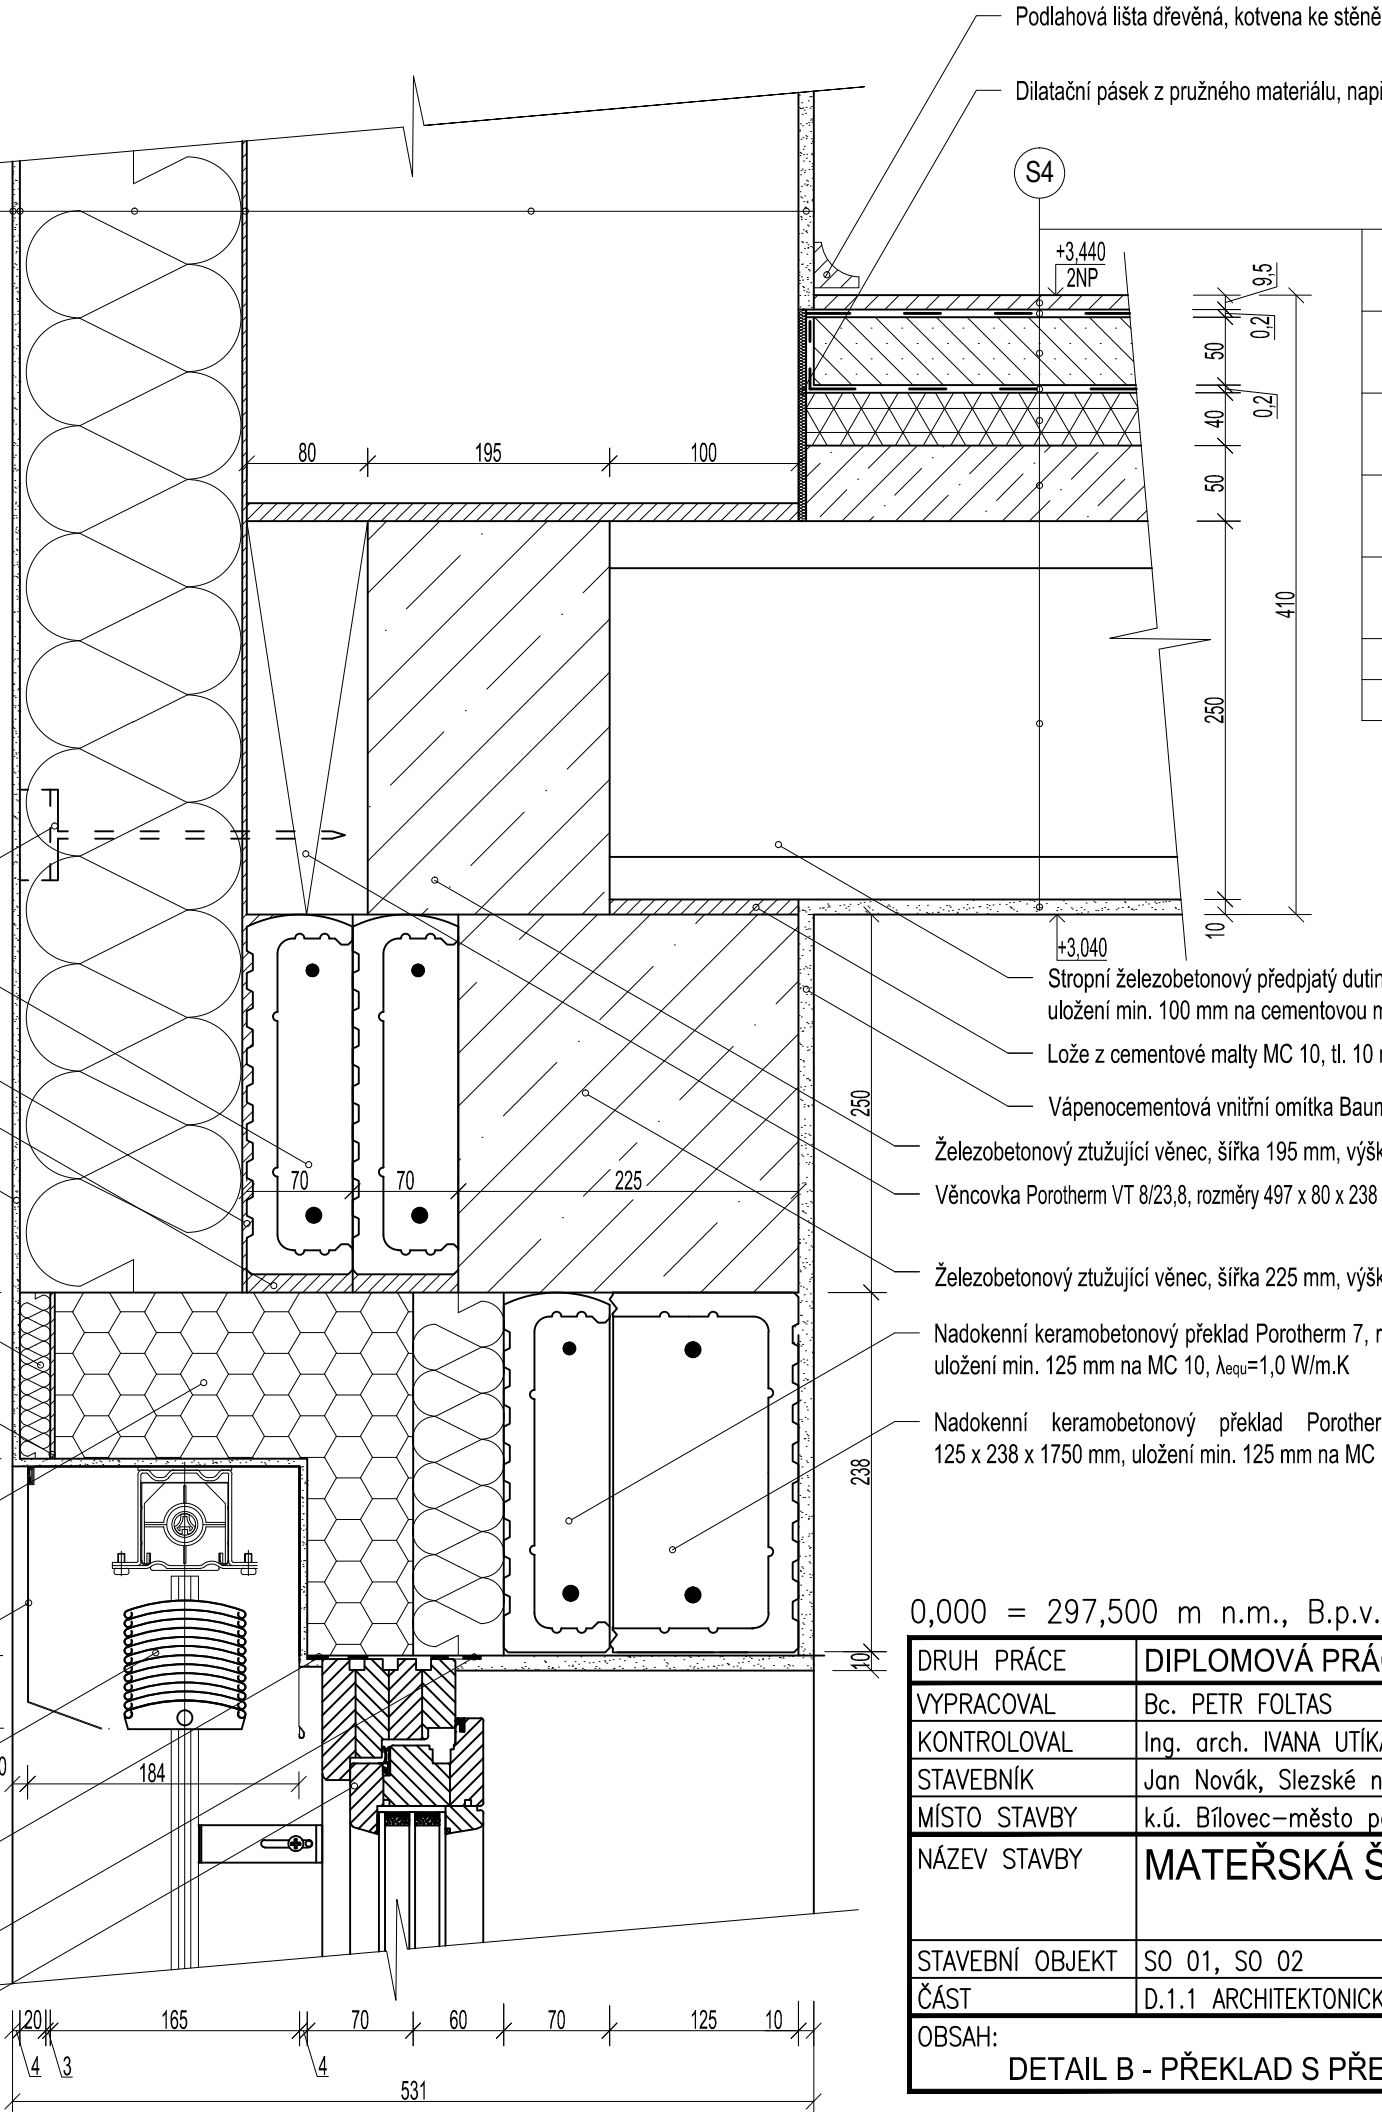 Podlahová lišta dřevěná, kotvena ke stěně
Dilatační pásek z pružného materiálu, např
S4
+3,440
2NP
9,5
0,2
50
0,2
40
50
410
250
10
80 195 100
+3,040
Stropní železobetonový předpjatý dutin
uložení min. 100 mm na cementovou m
Lože z cementové malty MC 10, tl. 10 m
Vápenocementová vnitřní omítka Baum
Železobetonový ztužující věnec, šířka 195 mm, výšk
Věncovka Porotherm VT 8/23,8, rozměry 497 x 80 x 238
Železobetonový ztužující věnec, šířka 225 mm, výšk
Nadokenní keramobetonový překlad Porotherm 7, r
uložení min. 125 mm na MC 10, λequ=1,0 W/m.K
Nadokenní keramobetonový překlad Porother
125 x 238 x 1750 mm, uložení min. 125 mm na MC
250
70 70 225
238
10
0 184
0,000 = 297,500 m n.m., B.p.v.
DRUH PRÁCE DIPLOMOVÁ PRÁC
VYPRACOVAL Bc. PETR FOLTAS
KONTROLOVAL Ing. arch. IVANA UTÍKA
STAVEBNÍK Jan Novák, Slezské n
MÍSTO STAVBY k.ú. Bílovec-město pa
NÁZEV STAVBY MATEŘSKÁ Š
STAVEBNÍ OBJEKT SO 01, SO 02
ČÁST D.1.1 ARCHITEKTONICK
OBSAH:
DETAIL B - PŘEKLAD S PŘE
20 165 70 60 70 125 10
4 3 4
531